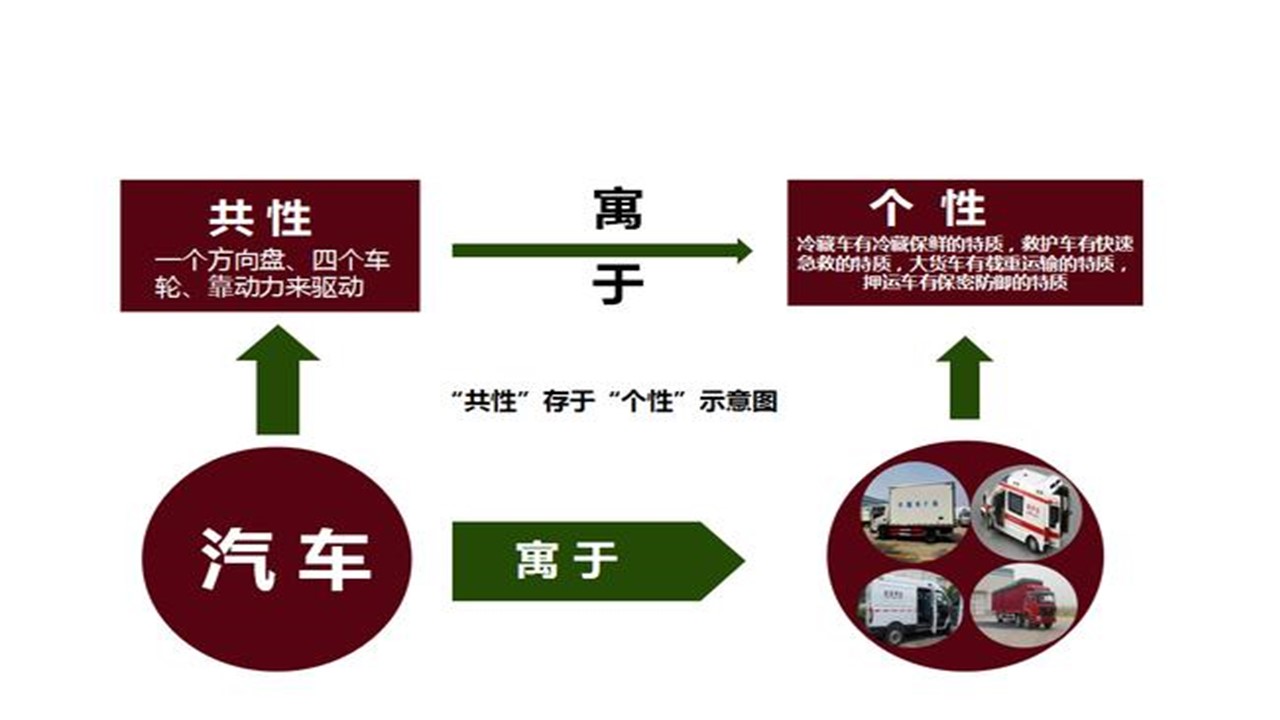 共性
一个方向盘、四个车
轮、靠动力来驱动
寓
于
个性
冷藏车有冷藏保鲜的特质，救护车有快速
急救的特质，大货车有载重运输的特质，
押运车有保密防御的特质
“共性”存于“个性”示意图
汽车
寓于